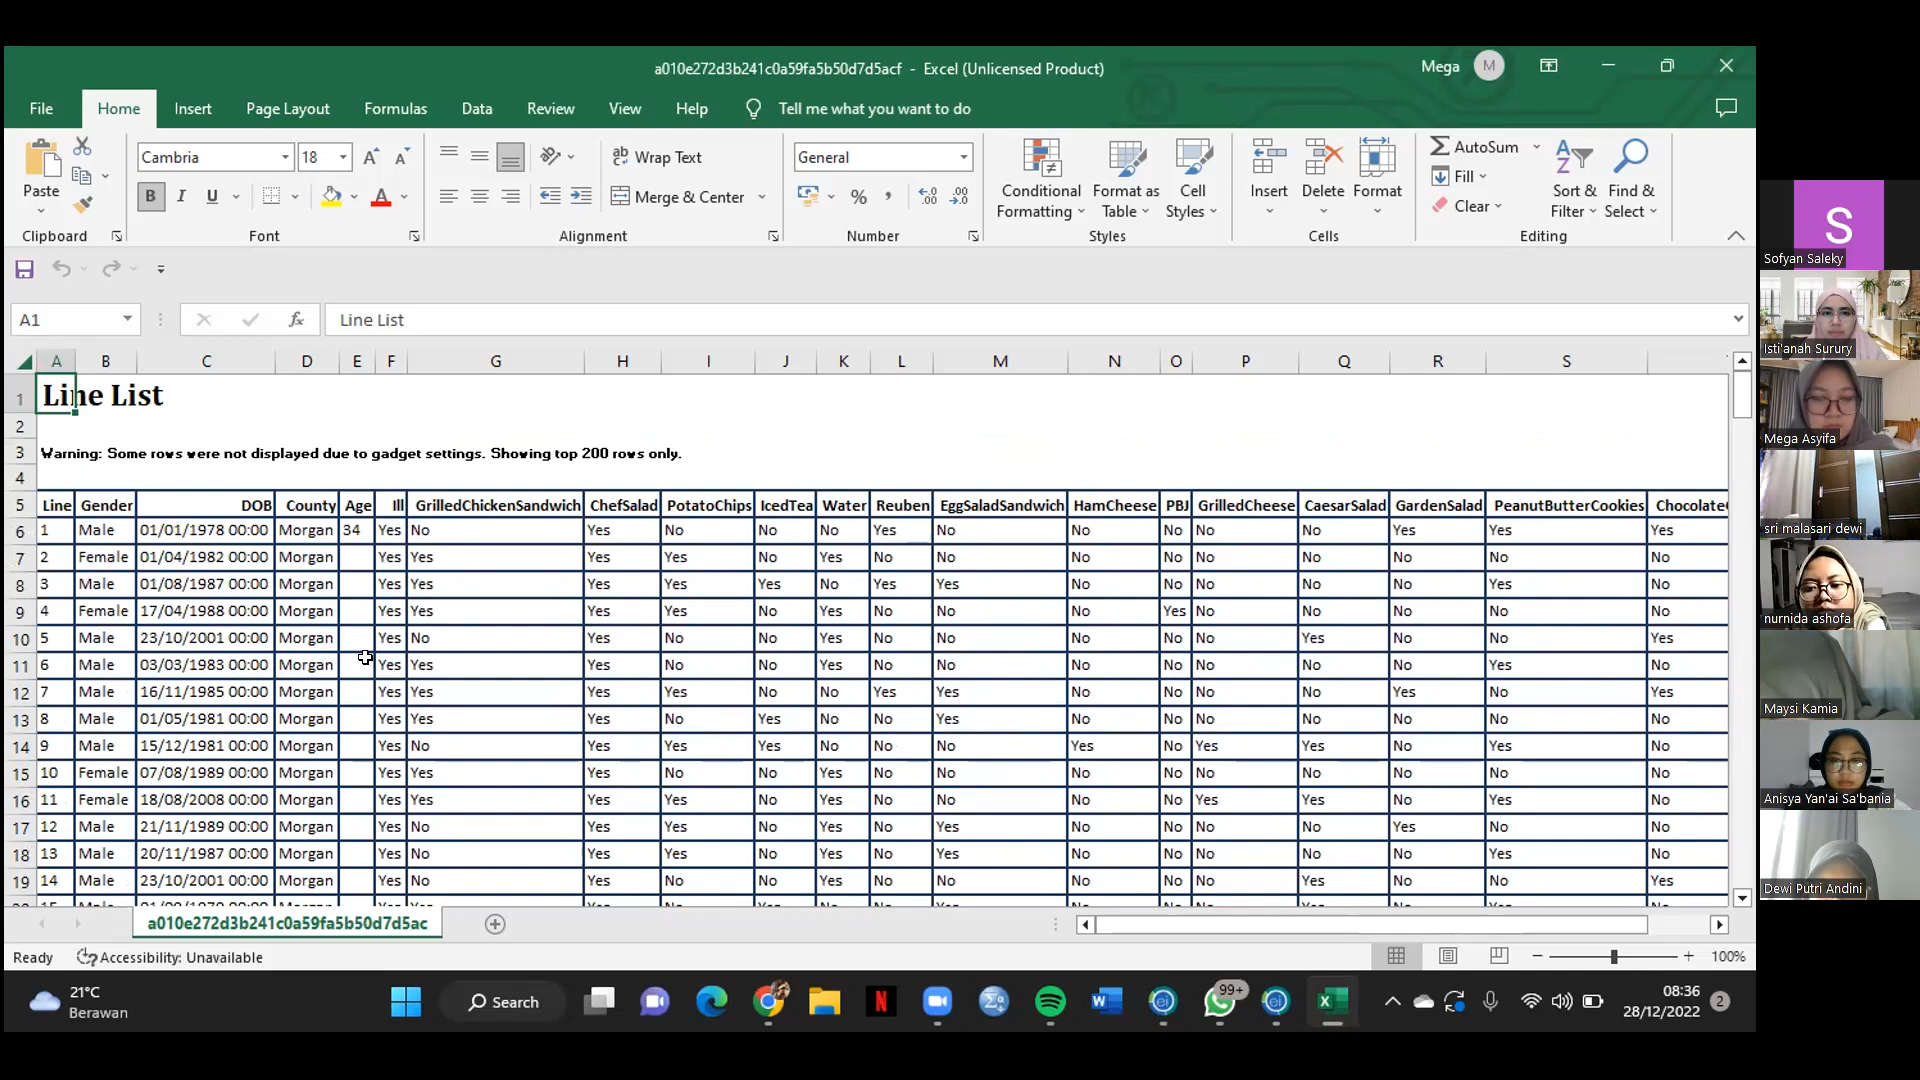 a010e272d3b241c0a59fa5b50d7d5acf - Excel (Unlicensed Product)
Mega M
File Home Insert Page Layout Formulas Data Review View Help Tell me what you want to do
Paste
Clipboard
Cambria 18
B I U A
Font
ab Wrap Text
Merge & Center
Alignment
General
%
Number
Conditional Formatting
Format as Table
Cell Styles
Styles
Insert Delete Format
Cells
AutoSum
Fill
Clear
Sort & Filter
Find & Select
Editing
A1 fx Line List
A B C D E F G H I J K L M N O P Q R S
1 Line List
2
3 Warning: Some rows were not displayed due to gadget settings. Showing top 200 rows only.
4
5 Line Gender DOB County Age Ill GrilledChickenSandwich ChefSalad PotatoChips IcedTea Water Reuben EggSaladSandwich HamCheese PBJ GrilledCheese CaesarSalad GardenSalad PeanutButterCookies Chocolate
6 1 Male 01/01/1978 00:00 Morgan 34 Yes No Yes No No No Yes No No No No No Yes Yes Yes
7 2 Female 01/04/1982 00:00 Morgan Yes Yes Yes Yes No Yes No No No No No No No No No
8 3 Male 01/08/1987 00:00 Morgan Yes Yes Yes Yes Yes No Yes Yes No No No No No Yes No
9 4 Female 17/04/1988 00:00 Morgan Yes Yes Yes Yes No Yes No No No Yes No No No No No
10 5 Male 23/10/2001 00:00 Morgan Yes No Yes No No Yes No No No No No Yes No No Yes
11 6 Male 03/03/1983 00:00 Morgan Yes Yes Yes No No Yes No No No No No No No Yes No
12 7 Male 16/11/1985 00:00 Morgan Yes Yes Yes Yes No No Yes Yes No No No No Yes No Yes
13 8 Male 01/05/1981 00:00 Morgan Yes Yes Yes No Yes No No Yes No No No No No No No
14 9 Male 15/12/1981 00:00 Morgan Yes No Yes Yes Yes No No No Yes No Yes Yes No Yes No
15 10 Female 07/08/1989 00:00 Morgan Yes Yes Yes No No Yes No No No No No No No No No
16 11 Female 18/08/2008 00:00 Morgan Yes Yes Yes Yes No Yes No No No No Yes Yes No Yes No
17 12 Male 21/11/1989 00:00 Morgan Yes No Yes Yes No Yes No Yes No No No No Yes No No
18 13 Male 20/11/1987 00:00 Morgan Yes No Yes Yes No Yes No Yes No No No No No Yes No
19 14 Male 23/10/2001 00:00 Morgan Yes No Yes No No Yes No No No No No Yes No No Yes
a010e272d3b241c0a59fa5b50d7d5ac
Ready Accessibility: Unavailable 100%
21°C
Berawan
Search
99+
08:36
28/12/2022
2
S
Sofyan Saleky
Isti'anah Surury
Mega Asyifa
sri malasari dewi
nurnida ashofa
Maysi Kamia
Anisya Yan'ai Sa'bania
Dewi Putri Andini